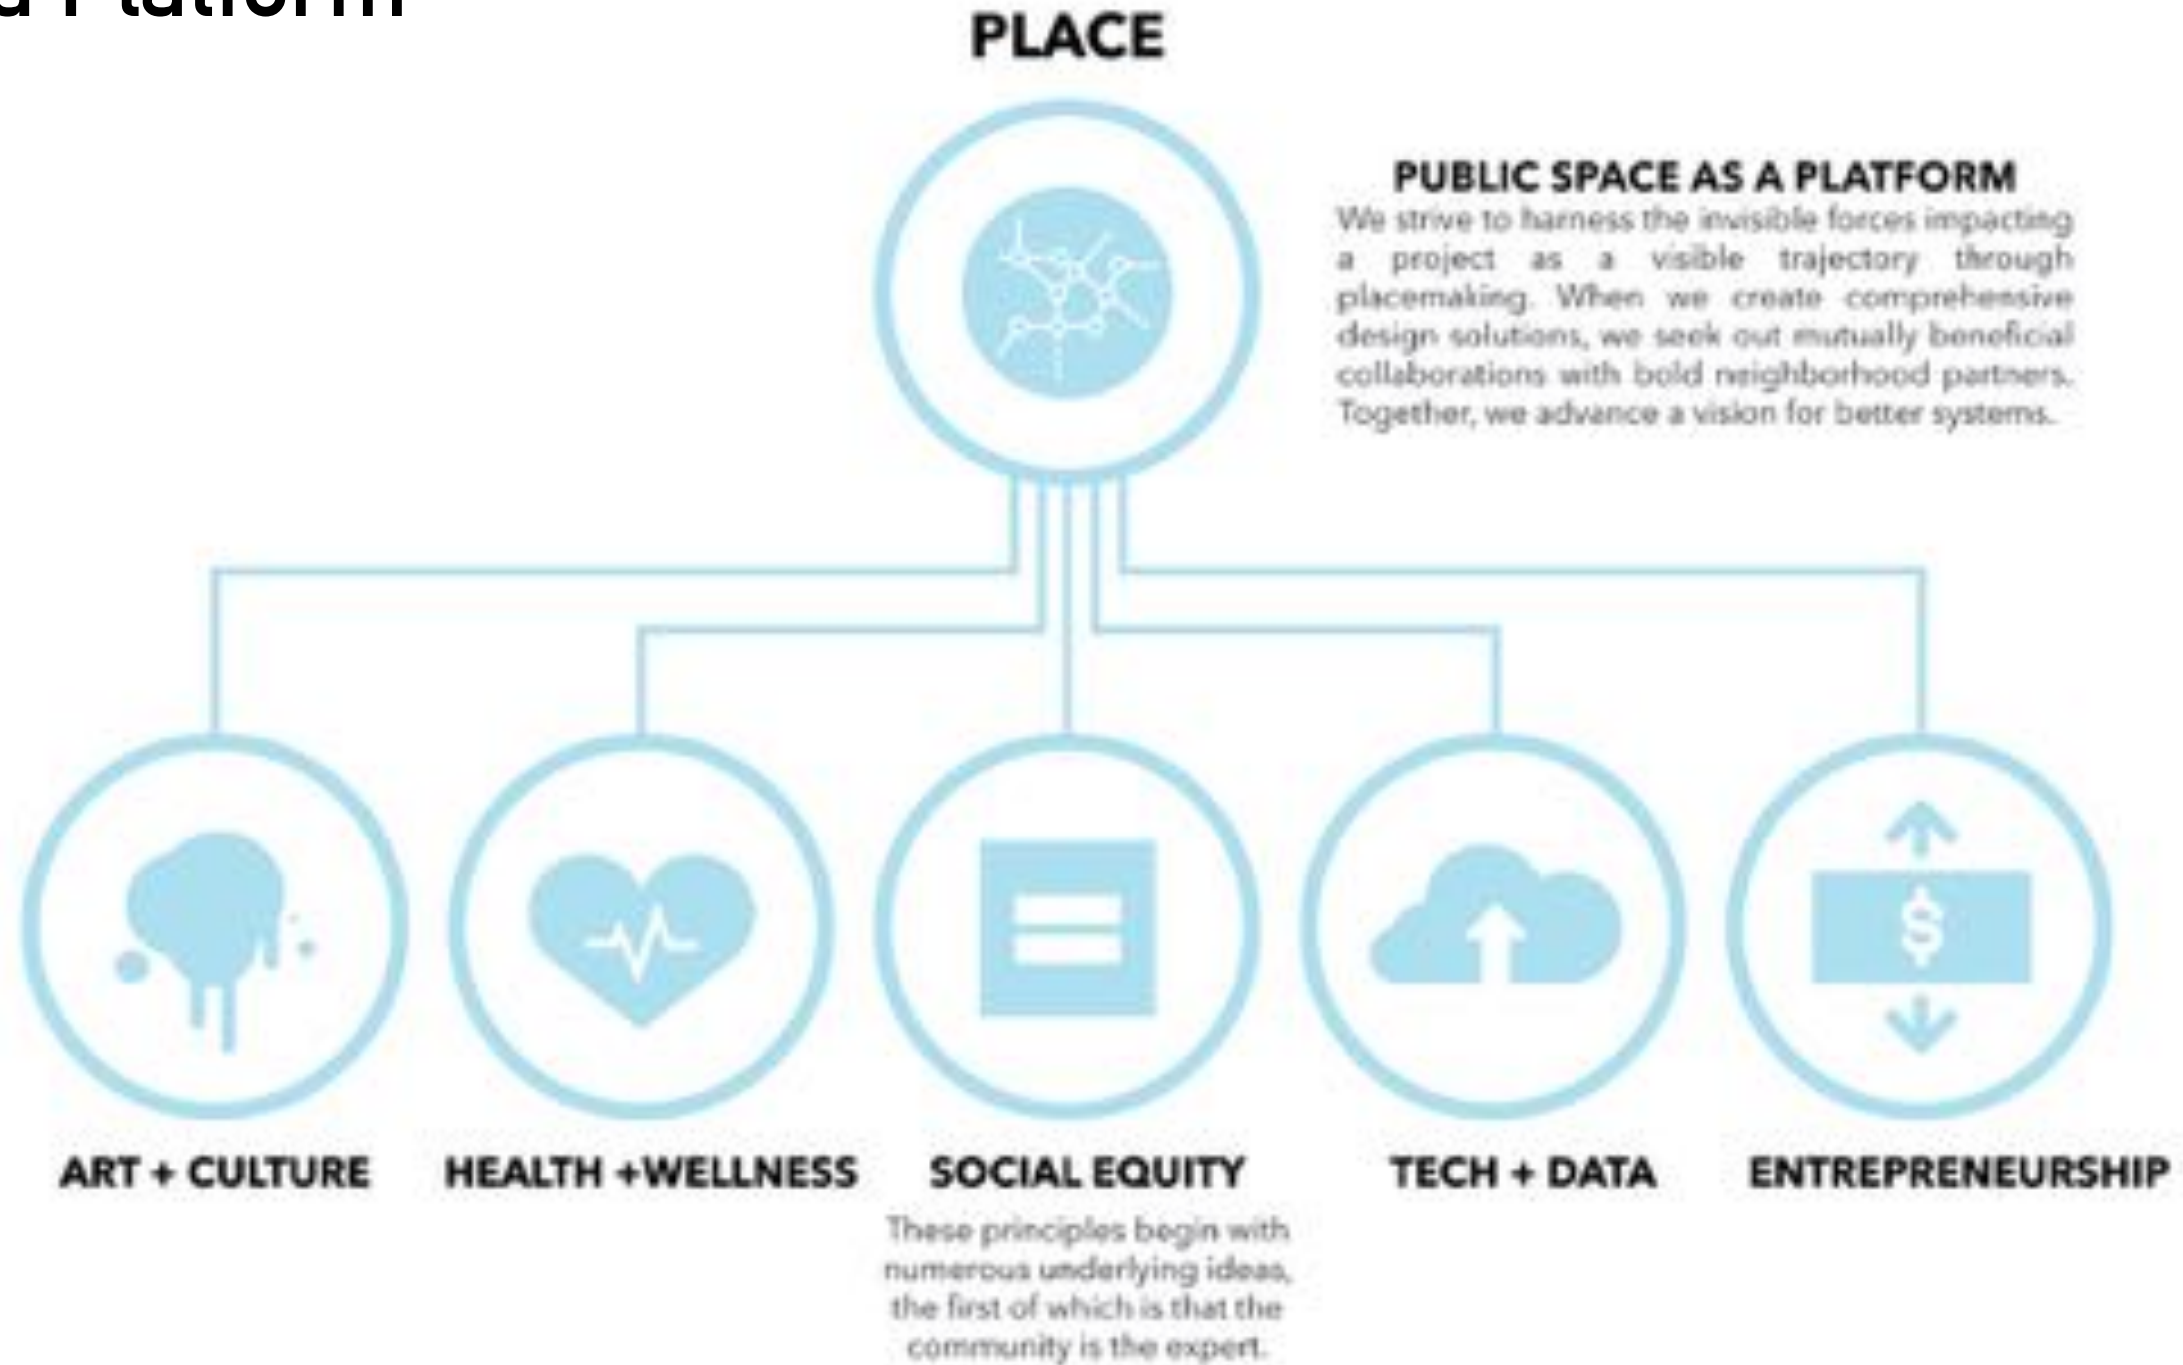 a Platform
PLACE
PUBLIC SPACE AS A PLATFORM
We strive to harness the invisible forces impacting
a project as a visible trajectory through
placemaking. When we create comprehensive
design solutions, we seek out mutually beneficial
collaborations with bold neighborhood partners.
Together, we advance a vision for better systems.
$
ART + CULTURE
HEALTH +WELLNESS
SOCIAL EQUITY
TECH + DATA
ENTREPRENEURSHIP
These principles begin with
numerous underlying ideas,
the first of which is that the
community is the expert.